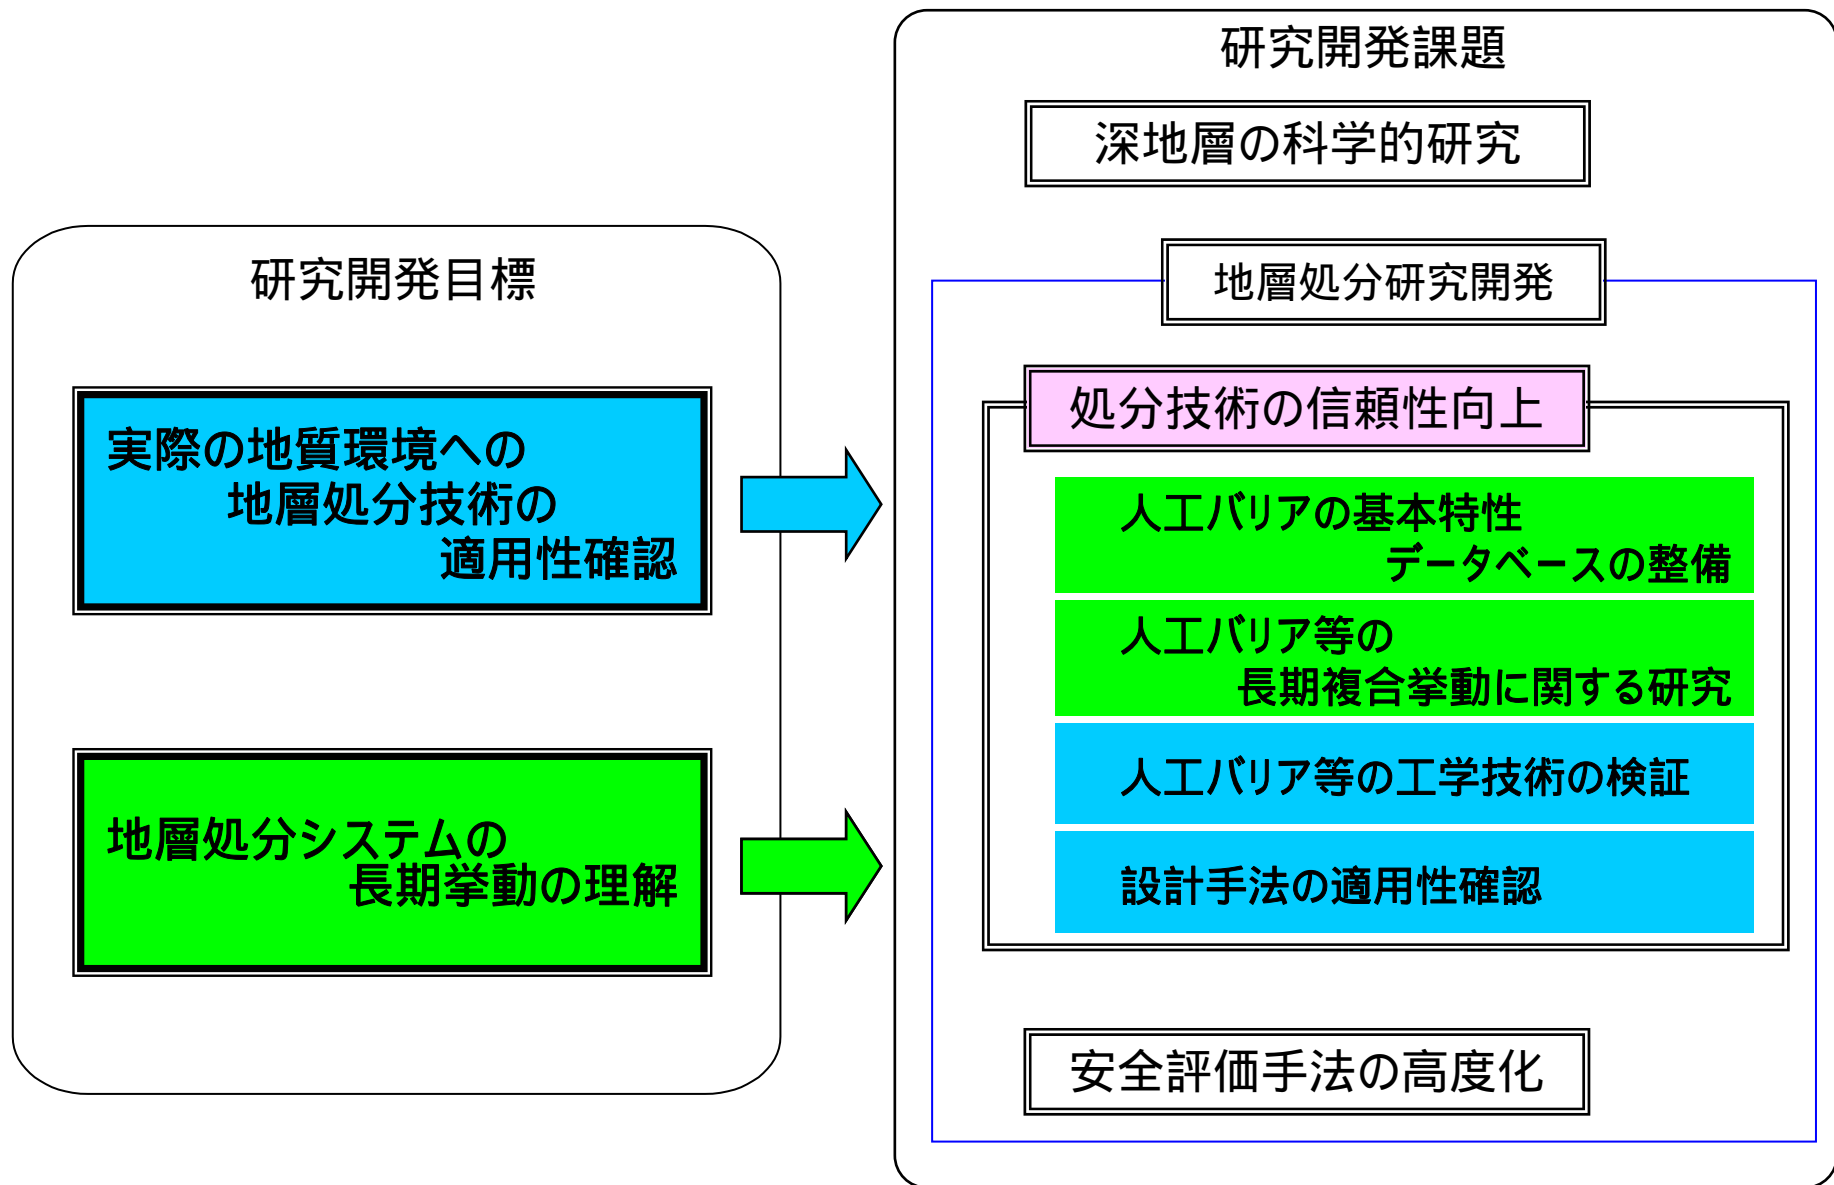 研究開発目標
実際の地質環境への
地層処分技術の
適用性確認
地層処分システムの
長期挙動の理解
研究開発課題
深地層の科学的研究
地層処分研究開発
処分技術の信頼性向上
人工バリアの基本特性
データベースの整備
人工バリア等の
長期複合挙動に関する研究
人工バリア等の工学技術の検証
設計手法の適用性確認
安全評価手法の高度化